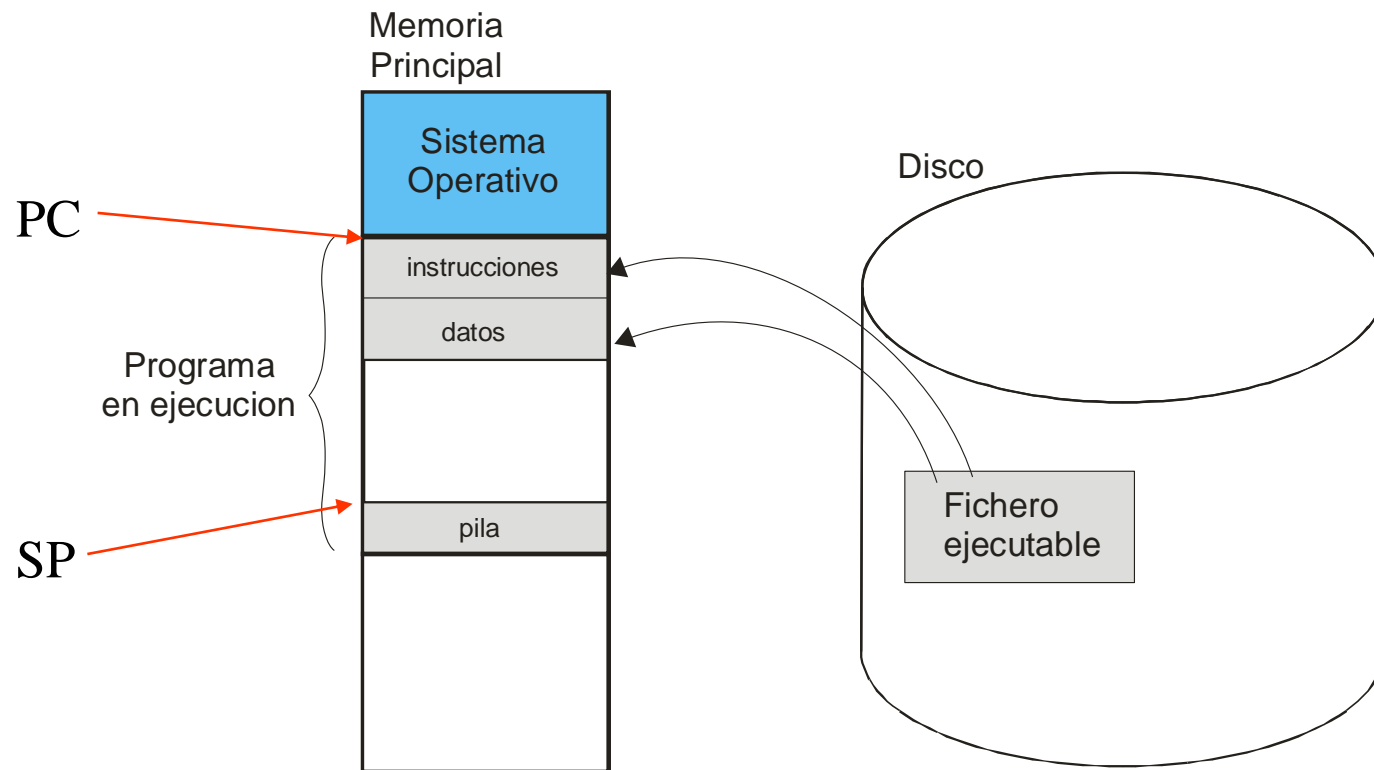 Memoria
Principal
Sistema
Operativo
Disco
PC
instrucciones
datos
Programa
en ejecucion
Fichero
ejecutable
pila
SP